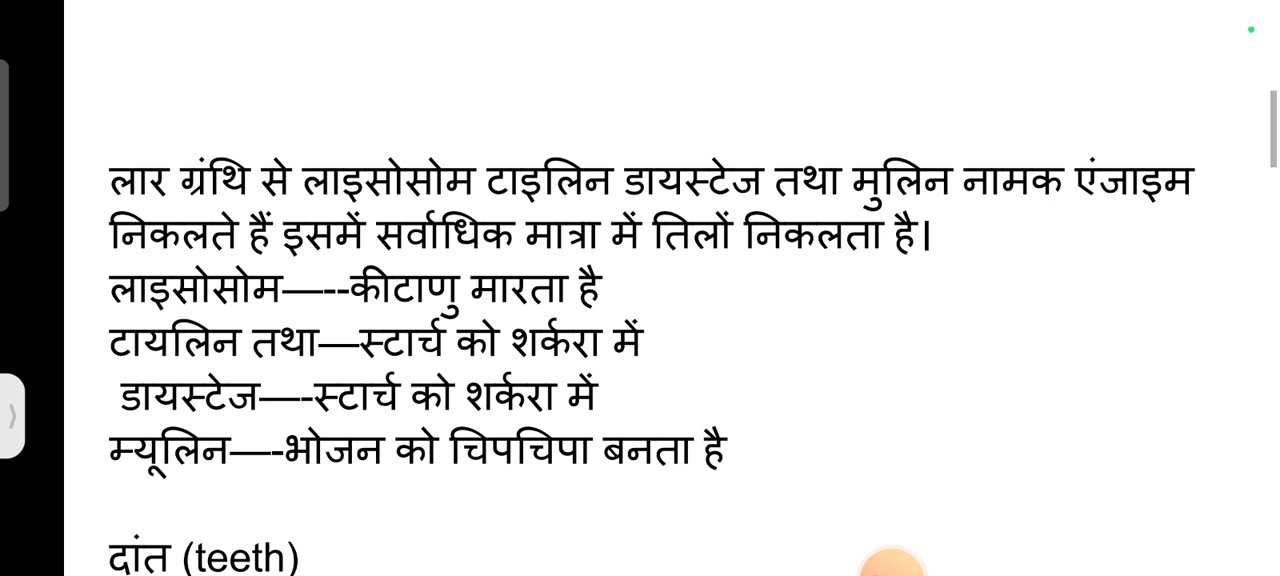 लार ग्रंथि से लाइसोसोम टाइलिन डायस्टेज तथा मुलिन नामक एंजाइम
निकलते हैं इसमें सर्वाधिक मात्रा में तिलों निकलता है।
लाइसोसोम—--कीटाणु मारता है
टायलिन तथा—स्टार्च को शर्करा में
डायस्टेज—-स्टार्च को शर्करा में
म्यूलिन—-भोजन को चिपचिपा बनता है
दांत (teeth)